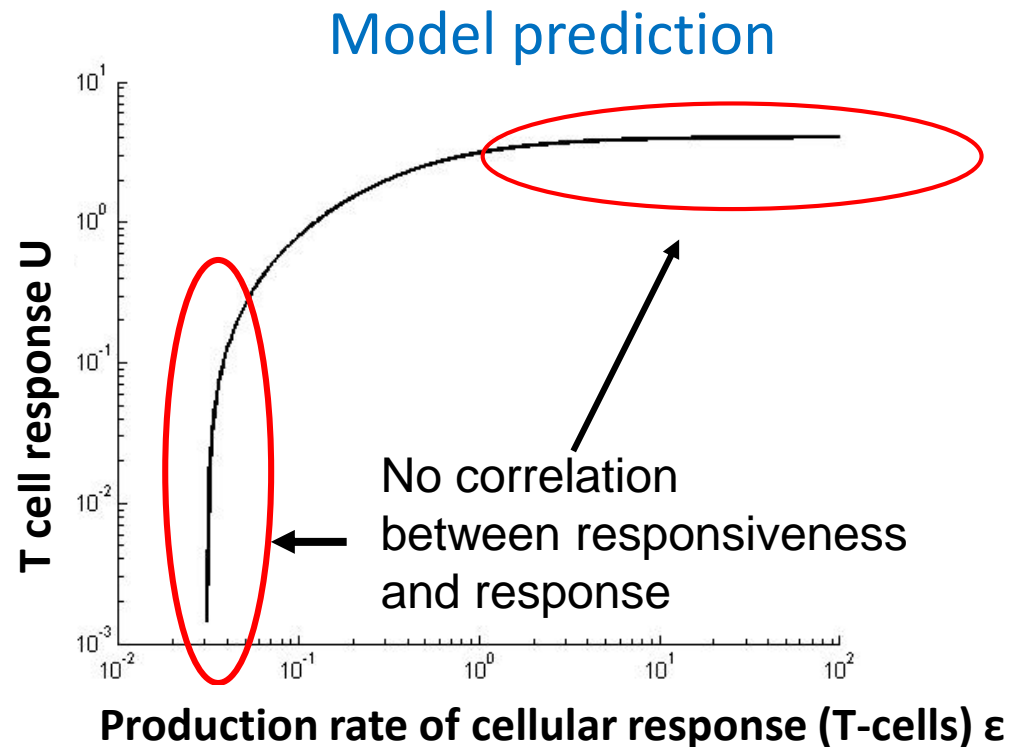 Model prediction
T cell response U
10^1
10^0
10^-1
10^-2
10^-3
No correlation
between responsiveness
and response
10^-2
10^-1
10^0
10^1
10^2
Production rate of cellular response (T-cells) ε